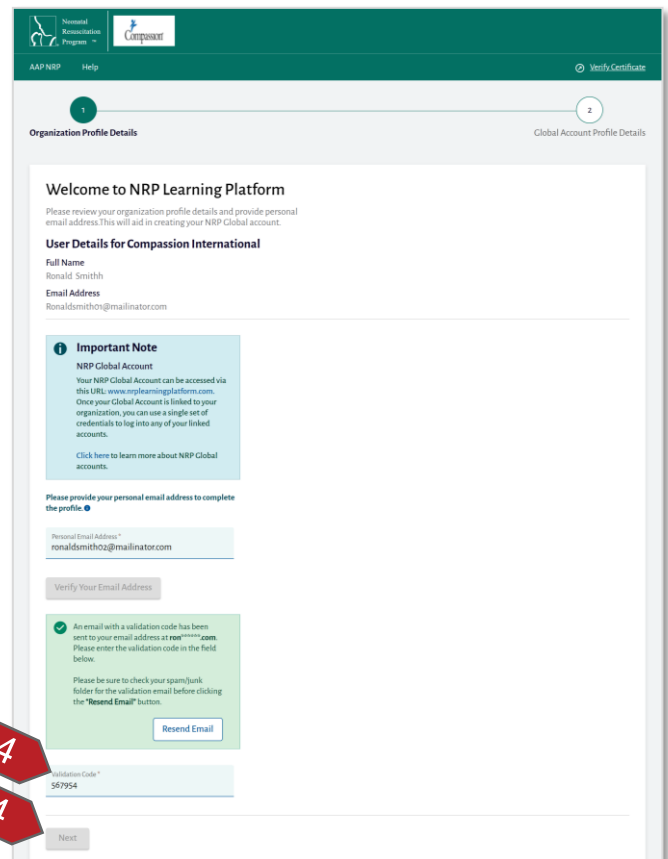 Neonatal
Resuscitation
Program ™
Compassion
AAP NRP Help Verify Certificate
1 2
Organization Profile Details Global Account Profile Details
Welcome to NRP Learning Platform
Please review your organization profile details and provide personal
email address.This will aid in creating your NRP Global account.
User Details for Compassion International
Full Name
Ronald Smithh
Email Address
Ronaldsmith01@mailinator.com
Important Note
NRP Global Account
Your NRP Global Account can be accessed via
this URL: www.nrplearningplatform.com.
Once your Global Account is linked to your
organization, you can use a single set of
credentials to log into any of your linked
accounts.
Click here to learn more about NRP Global
accounts.
Please provide your personal email address to complete
the profile.
Personal Email Address *
ronaldsmith02@mailinator.com
Verify Your Email Address
An email with a validation code has been
sent to your email address at ron******.com.
Please enter the validation code in the field
below.
Please be sure to check your spam/junk
folder for the validation email before clicking
the "Resend Email" button.
Resend Email
4
Validation Code *
567954
Next